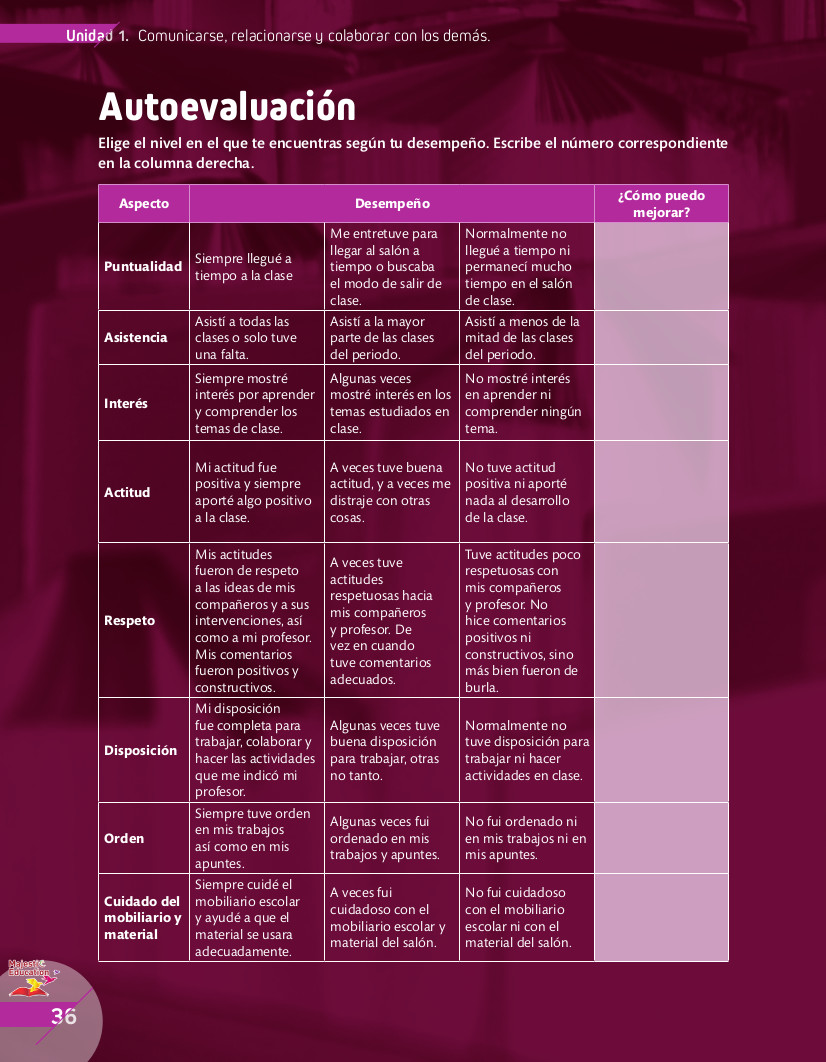 Unidad 1. Comunicarse, relacionarse y colaborar con los demás.
Autoevaluación
Elige el nivel en el que te encuentras según tu desempeño. Escribe el número correspondiente
en la columna derecha.
Aspecto
Desempeño
¿Cómo puedo
mejorar?
Puntualidad
Siempre llegué a
tiempo a la clase
Me entretuve para
llegar al salón a
tiempo o buscaba
el modo de salir de
clase.
Normalmente no
llegué a tiempo ni
permanecí mucho
tiempo en el salón
de clase.
Asistencia
Asistí a todas las
clases o solo tuve
una falta.
Asistí a la mayor
parte de las clases
del periodo.
Asistí a menos de la
mitad de las clases
del periodo.
Interés
Siempre mostré
interés por aprender
y comprender los
temas de clase.
Algunas veces
mostré interés en los
temas estudiados en
clase.
No mostré interés
en aprender ni
comprender ningún
tema.
Actitud
Mi actitud fue
positiva y siempre
aporté algo positivo
a la clase.
A veces tuve buena
actitud, y a veces me
distraje con otras
cosas.
No tuve actitud
positiva ni aporté
nada al desarrollo
de la clase.
Respeto
Mis actitudes
fueron de respeto
a las ideas de mis
compañeros y a sus
intervenciones, así
como a mi profesor.
Mis comentarios
fueron positivos y
constructivos.
A veces tuve
actitudes
respetuosas hacia
mis compañeros
y profesor. De
vez en cuando
tuve comentarios
adecuados.
Tuve actitudes poco
respetuosas con
mis compañeros
y profesor. No
hice comentarios
positivos ni
constructivos, sino
más bien fueron de
burla.
Disposición
Mi disposición
fue completa para
trabajar, colaborar y
hacer las actividades
que me indicó mi
profesor.
Algunas veces tuve
buena disposición
para trabajar, otras
no tanto.
Normalmente no
tuve disposición para
trabajar ni hacer
actividades en clase.
Orden
Siempre tuve orden
en mis trabajos
así como en mis
apuntes.
Algunas veces fui
ordenado en mis
trabajos y apuntes.
No fui ordenado ni
en mis trabajos ni en
mis apuntes.
Cuidado del
mobiliario y
material
Siempre cuidé el
mobiliario escolar
y ayudé a que el
material se usara
adecuadamente.
A veces fui
cuidadoso con el
mobiliario escolar y
material del salón.
No fui cuidadoso
con el mobiliario
escolar ni con el
material del salón.
Majestic
Education
36